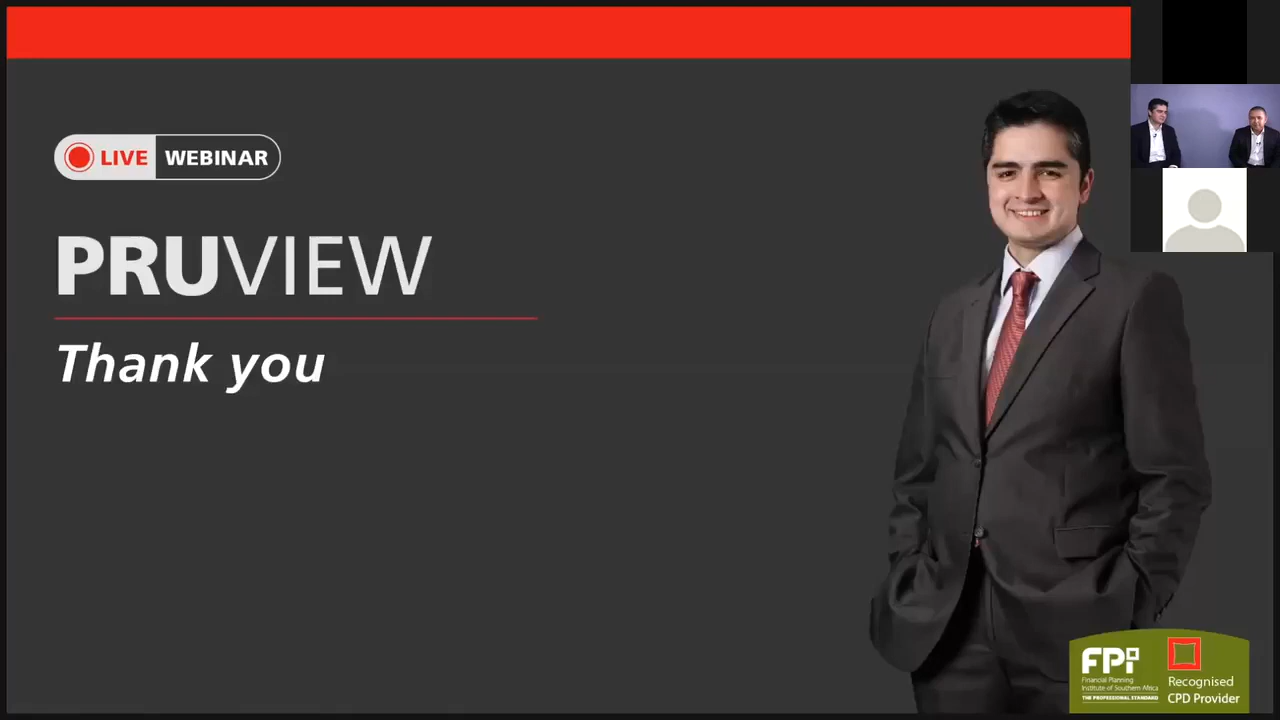 LIVE WEBINAR
PRUVIEW
Thank you
FPi
Financial Planning
Institute of Southern Africa
THE PROFESSIONAL STANDARD
Recognised
CPD Provider